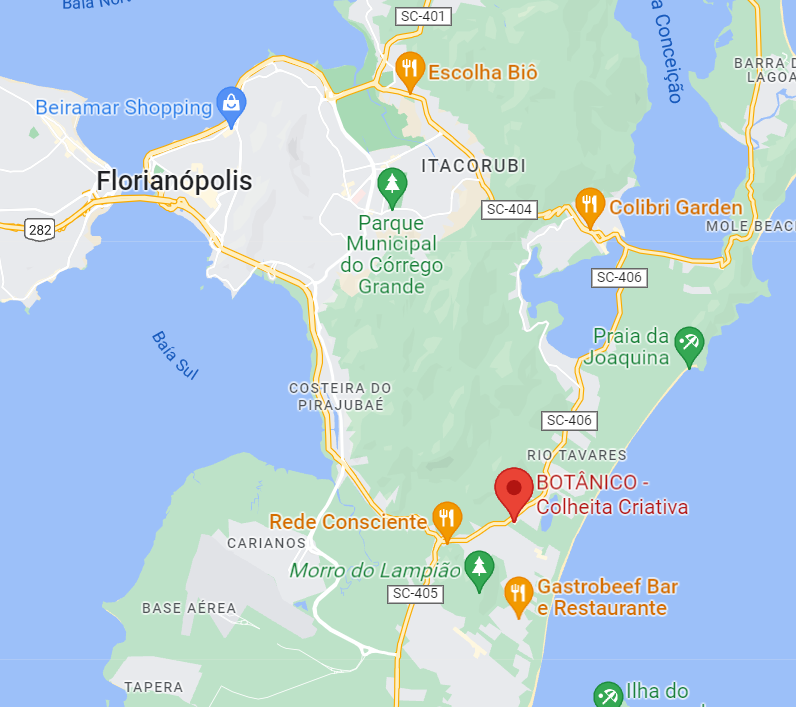 Baía Nor
SC-401
a Conceição
Escolha Biô
BARRA D
LAGOA
Beiramar Shopping
ITACORUBI
Florianópolis
SC-404
Colibri Garden
282
Parque
Municipal
do Córrego
Grande
MOLE BEAC
SC-406
Praia da
Joaquina
Baía Sul
COSTEIRA DO
PIRAJUBAÉ
SC-406
RIO TAVARES
BOTÂNICO -
Colheita Criativa
Rede Consciente
CARIANOS
Morro do Lampião
SC-405
Gastrobeef Bar
e Restaurante
BASE AÉREA
TAPERA
Ilha do